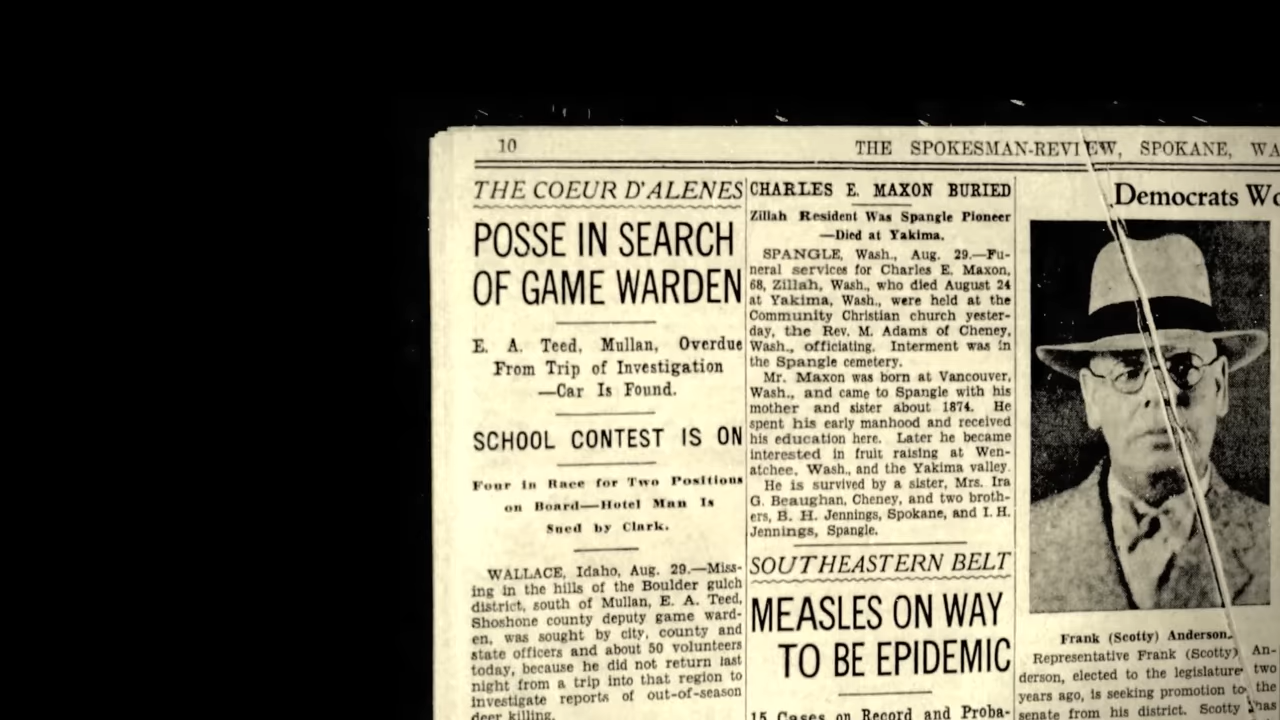 10
THE SPOKESMAN-REVIEW, SPOKANE, WA
THE COEUR D'ALENES
POSSE IN SEARCH
OF GAME WARDEN
E. A. Teed, Mullan, Overdue
From Trip of Investigation
—Car Is Found.
SCHOOL CONTEST IS ON
Four in Race for Two Positions
on Board—Hotel Man Is
Sued by Clark.
WALLACE, Idaho, Aug. 29.—Miss-
ing in the hills of the Boulder gulch
district, south of Mullan, E. A. Teed,
Shoshone county deputy game ward-
en, was sought by city, county and
state officers and about 50 volunteers
today, because he did not return last
night from a trip into that region to
investigate reports of out-of-season
deer killing.
CHARLES E. MAXON BURIED
Zillah Resident Was Spangle Pioneer
—Died at Yakima.
SPANGLE, Wash., Aug. 29.—Fu-
neral services for Charles E. Maxon,
68, Zillah, Wash., who died August 24
at Yakima, Wash., were held at the
Community Christian church yester-
day, the Rev. M. Adams of Cheney,
Wash., officiating. Interment was in
the Spangle cemetery.
Mr. Maxon was born at Vancouver,
Wash., and came to Spangle with his
mother and sister about 1874. He
spent his early manhood and received
his education here. Later he became
interested in fruit raising at Wen-
atchee, Wash., and the Yakima valley.
He is survived by a sister, Mrs. Ira
G. Beaughan, Cheney, and two broth-
ers, B. H. Jennings, Spokane, and I. H.
Jennings, Spangle.
SOUTHEASTERN BELT
MEASLES ON WAY
TO BE EPIDEMIC
15 Cases on Record and Proba-
Democrats Wo
Frank (Scotty) Anderson.
Representative Frank (Scotty) An-
derson, elected to the legislature two
years ago, is seeking promotion to the
senate from his district. Scotty has